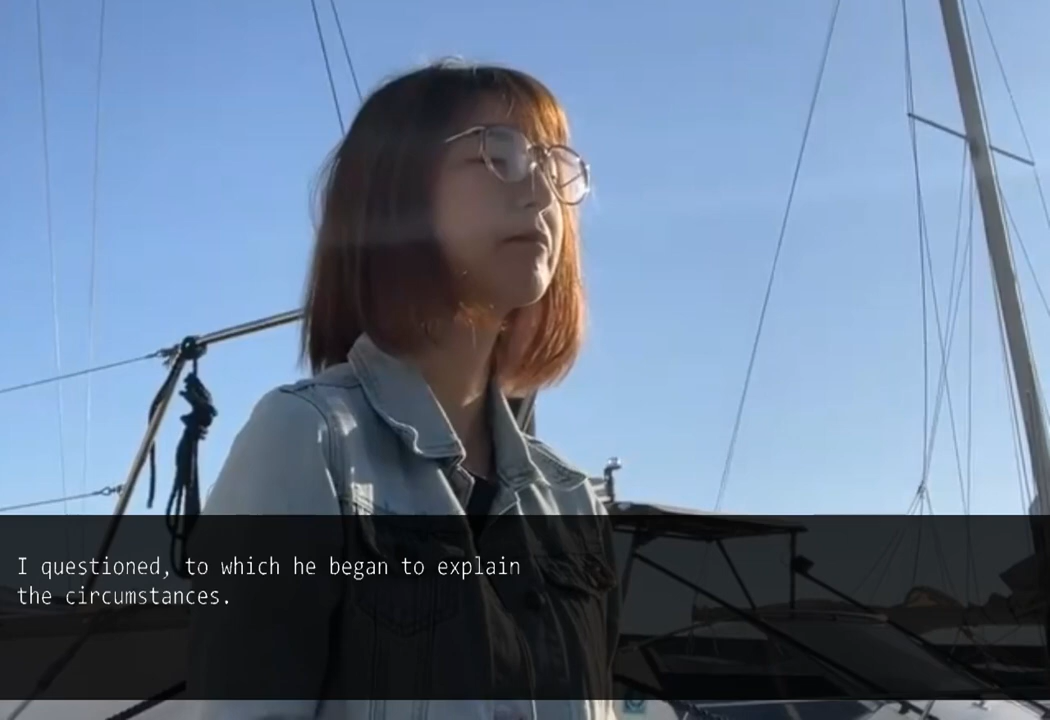 I questioned, to which he began to explain
the circumstances.